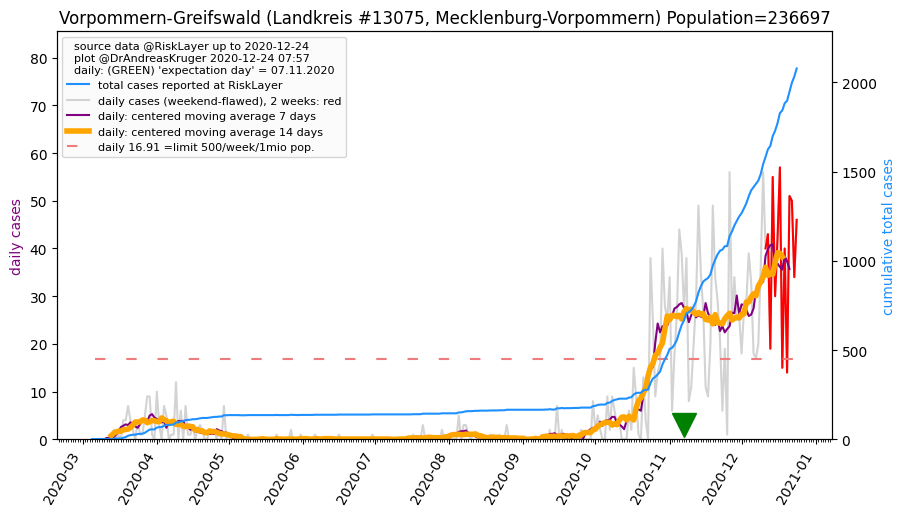 Vorpommern-Greifswald (Landkreis #13075, Mecklenburg-Vorpommern) Population=236697
source data @RiskLayer up to 2020-12-24
plot @DrAndreasKruger 2020-12-24 07:57
daily: (GREEN) 'expectation day' = 07.11.2020
total cases reported at RiskLayer
daily cases (weekend-flawed), 2 weeks: red
daily: centered moving average 7 days
daily: centered moving average 14 days
daily 16.91 =limit 500/week/1mio pop.
daily cases
80
70
60
50
40
30
20
10
0
cumulative total cases
2000
1500
1000
500
0
2020-03
2020-04
2020-05
2020-06
2020-07
2020-08
2020-09
2020-10
2020-11
2020-12
2021-01